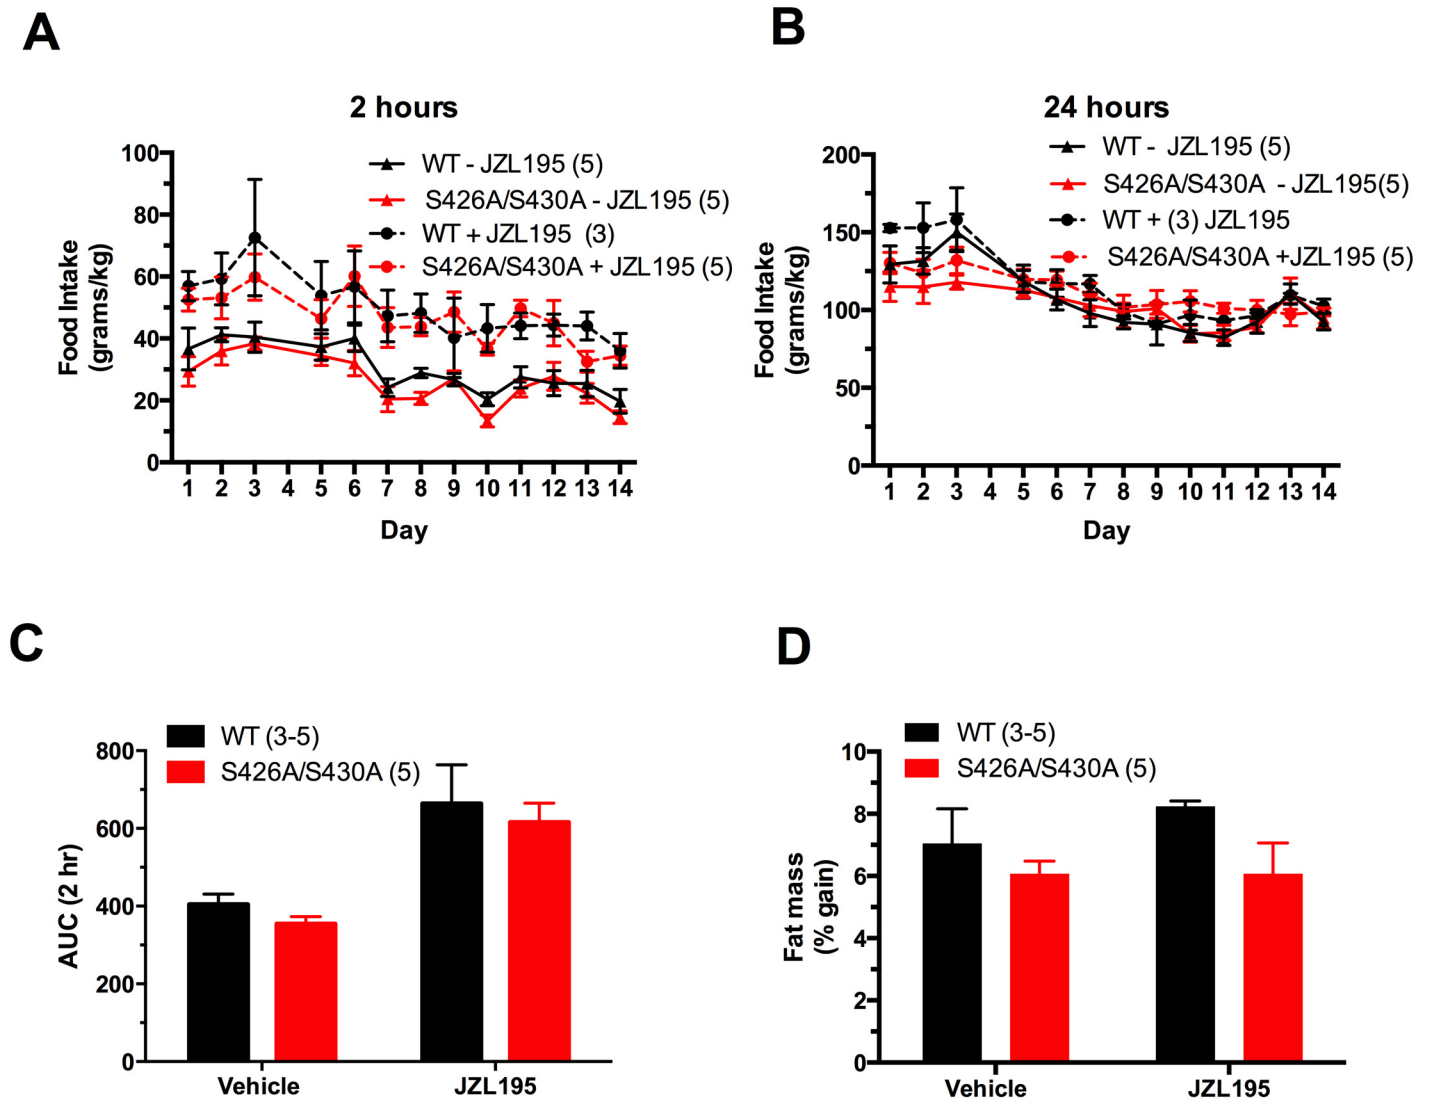 A
2 hours
WT - JZL195 (5)
S426A/S430A - JZL195 (5)
WT + JZL195 (3)
S426A/S430A + JZL195 (5)
Food Intake
(grams/kg)
100
80
60
40
20
0
1 2 3 4 5 6 7 8 9 10 11 12 13 14
Day
B
24 hours
WT - JZL195 (5)
S426A/S430A - JZL195(5)
WT + (3) JZL195
S426A/S430A +JZL195 (5)
Food Intake
(grams/kg)
200
150
100
50
0
1 2 3 4 5 6 7 8 9 10 11 12 13 14
Day
C
WT (3-5)
S426A/S430A (5)
AUC (2 hr)
800
600
400
200
0
Vehicle JZL195
D
WT (3-5)
S426A/S430A (5)
Fat mass
(% gain)
10
8
6
4
2
0
Vehicle JZL195